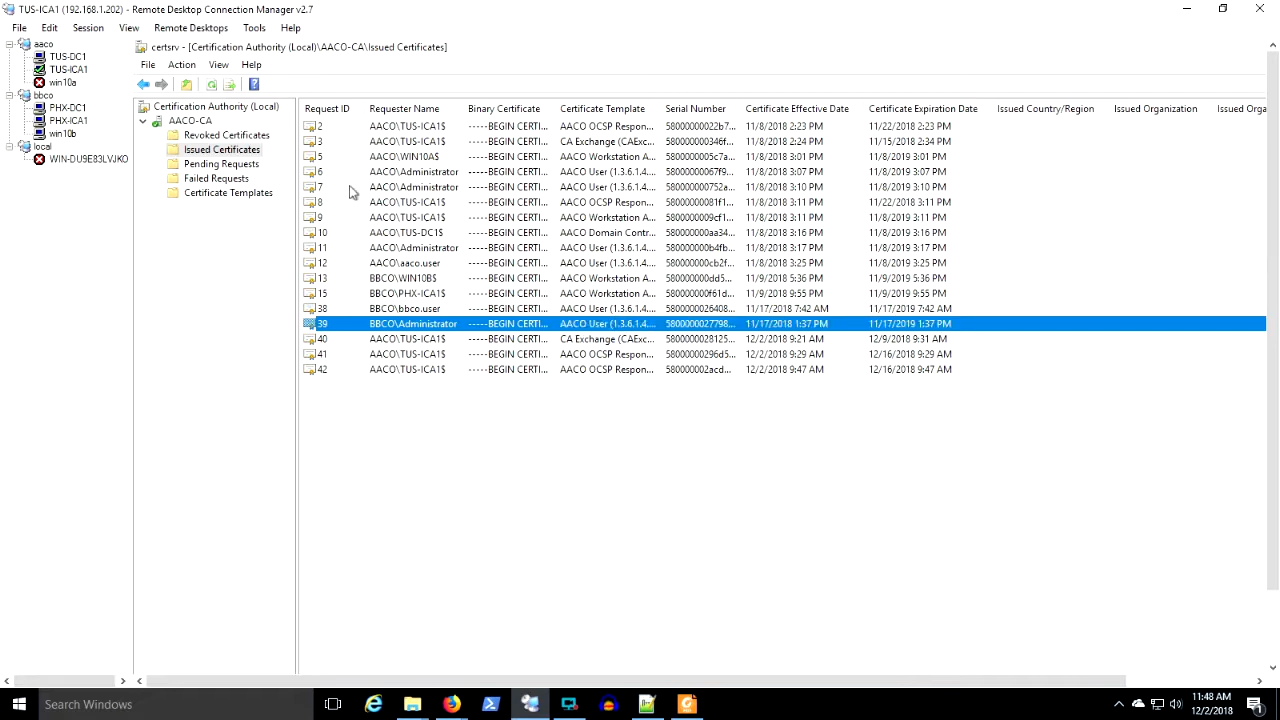 TUS-ICA1 (192.168.1.202) - Remote Desktop Connection Manager v2.7
File Edit Session View Remote Desktops Tools Help
aaco
TUS-DC1
TUS-ICA1
win10a
bbco
PHX-DC1
PHX-ICA1
win10b
local
WIN-DU9E83LVJKO
certsrv - [Certification Authority (Local)\AACO-CA\Issued Certificates]
File Action View Help
Certification Authority (Local)
AACO-CA
Revoked Certificates
Issued Certificates
Pending Requests
Failed Requests
Certificate Templates
Request ID Requester Name Binary Certificate Certificate Template Serial Number Certificate Effective Date Certificate Expiration Date Issued Country/Region Issued Organization Issued Orga
2 AACO\TUS-ICA1$ -----BEGIN CERTI... AACO OCSP Respon... 58000000022b7... 11/8/2018 2:23 PM 11/22/2018 2:23 PM
3 AACO\TUS-ICA1$ -----BEGIN CERTI... CA Exchange (CAExc... 5800000000346f... 11/8/2018 2:24 PM 11/15/2018 2:34 PM
5 AACO\WIN10A$ -----BEGIN CERTI... AACO Workstation A... 58000000005c7a... 11/8/2018 3:01 PM 11/8/2019 3:01 PM
6 AACO\Administrator -----BEGIN CERTI... AACO User (1.3.6.1.4.... 580000000067f9... 11/8/2018 3:07 PM 11/8/2019 3:07 PM
7 AACO\Administrator -----BEGIN CERTI... AACO User (1.3.6.1.4.... 5800000000752a... 11/8/2018 3:10 PM 11/8/2019 3:10 PM
8 AACO\TUS-ICA1$ -----BEGIN CERTI... AACO OCSP Respon... 580000000081f1... 11/8/2018 3:11 PM 11/22/2018 3:11 PM
9 AACO\TUS-ICA1$ -----BEGIN CERTI... AACO Workstation A... 58000000009cf1... 11/8/2018 3:11 PM 11/8/2019 3:11 PM
10 AACO\TUS-DC1$ -----BEGIN CERTI... AACO Domain Contr... 5800000000aa34... 11/8/2018 3:16 PM 11/8/2019 3:16 PM
11 AACO\Administrator -----BEGIN CERTI... AACO User (1.3.6.1.4.... 5800000000b4fb... 11/8/2018 3:17 PM 11/8/2019 3:17 PM
12 AACO\aaco.user -----BEGIN CERTI... AACO User (1.3.6.1.4.... 5800000000cb2f... 11/8/2018 3:25 PM 11/8/2019 3:25 PM
13 BBCO\WIN10B$ -----BEGIN CERTI... AACO Workstation A... 5800000000dd5... 11/9/2018 5:36 PM 11/9/2019 5:36 PM
15 BBCO\PHX-ICA1$ -----BEGIN CERTI... AACO Workstation A... 5800000000f61d... 11/9/2018 9:55 PM 11/9/2019 9:55 PM
38 BBCO\bbco.user -----BEGIN CERTI... AACO User (1.3.6.1.4.... 580000000026408... 11/17/2018 7:42 AM 11/17/2019 7:42 AM
39 BBCO\Administrator -----BEGIN CERTI... AACO User (1.3.6.1.4.... 580000000027798... 11/17/2018 1:37 PM 11/17/2019 1:37 PM
40 AACO\TUS-ICA1$ -----BEGIN CERTI... CA Exchange (CAExc... 580000000028125... 12/2/2018 9:21 AM 12/9/2018 9:31 AM
41 AACO\TUS-ICA1$ -----BEGIN CERTI... AACO OCSP Respon... 5800000000296d5... 12/2/2018 9:29 AM 12/16/2018 9:29 AM
42 AACO\TUS-ICA1$ -----BEGIN CERTI... AACO OCSP Respon... 580000002acd... 12/2/2018 9:47 AM 12/16/2018 9:47 AM
Search Windows
11:48 AM
12/2/2018